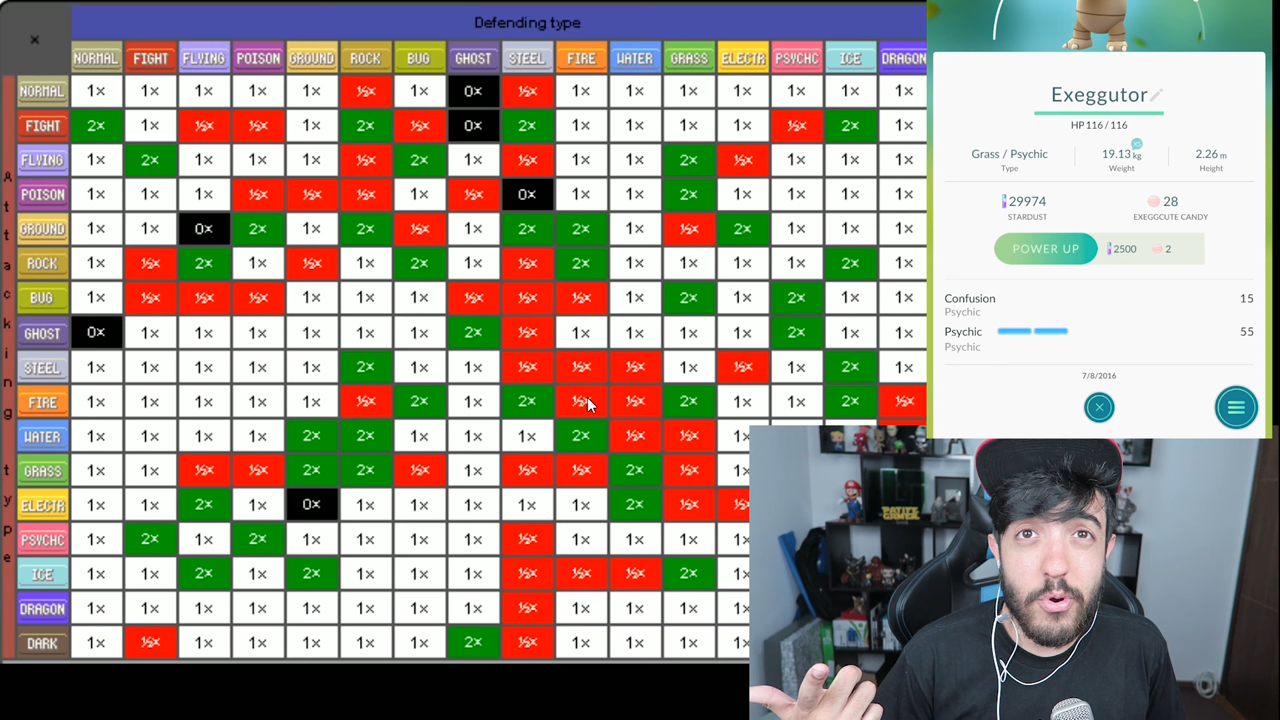 Defending type
×
NORMAL FIGHT FLYING POISON GROUND ROCK BUG GHOST STEEL FIRE WATER GRASS ELECTR PSYCHC ICE DRAGON
Attacking type
NORMAL 1× 1× 1× 1× 1× ½× 1× 0× ½× 1× 1× 1× 1× 1× 1× 1×
FIGHT 2× 1× ½× ½× 1× 2× ½× 0× 2× 1× 1× 1× 1× ½× 2× 1×
FLYING 1× 2× 1× 1× 1× ½× 2× 1× ½× 1× 1× 2× ½× 1× 1× 1×
POISON 1× 1× 1× ½× ½× ½× 1× ½× 0× 1× 1× 2× 1× 1× 1× 1×
GROUND 1× 1× 0× 2× 1× 2× ½× 1× 2× 2× 1× ½× 2× 1× 1× 1×
ROCK 1× ½× 2× 1× ½× 1× 2× 1× ½× 2× 1× 1× 1× 1× 2× 1×
BUG 1× ½× ½× ½× 1× 1× 1× ½× ½× ½× 1× 2× 1× 2× 1× 1×
GHOST 0× 1× 1× 1× 1× 1× 1× 2× ½× 1× 1× 1× 1× 2× 1× 1×
STEEL 1× 1× 1× 1× 1× 2× 1× 1× ½× ½× ½× 1× ½× 1× 2× 1×
FIRE 1× 1× 1× 1× 1× ½× 2× 1× 2× ½× ½× 2× 1× 1× 2× ½×
WATER 1× 1× 1× 1× 2× 2× 1× 1× 1× 2× ½× ½×
GRASS 1× 1× ½× ½× 2× 2× ½× 1× ½× ½× 2× ½×
ELECTR 1× 1× 2× 1× 0× 1× 1× 1× 1× 1× 2× ½× ½×
PSYCHC 1× 2× 1× 2× 1× 1× 1× 1× ½× 1× 1× 1× 1×
ICE 1× 1× 2× 1× 2× 1× 1× 1× ½× ½× ½× 2× 1×
DRAGON 1× 1× 1× 1× 1× 1× 1× 1× ½× 1× 1× 1× 1×
DARK 1× ½× 1× 1× 1× 1× 1× 2× ½× 1× 1× 1× 1×
Exeggutor
HP 116 / 116
XS
Grass / Psychic 19.13 kg 2.26 m
Type Weight Height
29974 28
STARDUST EXEGGCUTE CANDY
POWER UP 2500 2
Confusion 15
Psychic
Psychic 55
Psychic
7/8/2016